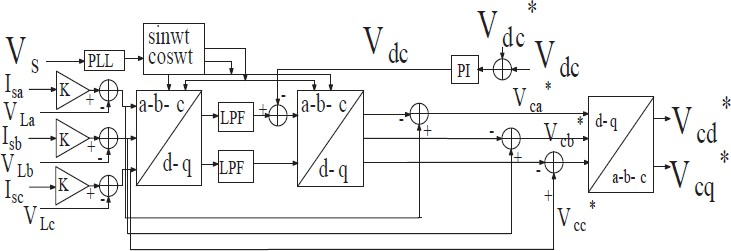 V_S
PLL
sinwt
coswt
V_dc
-
PI
V_dc*
V_dc
I_sa
K
+
-
V_La
I_sb
K
+
-
V_Lb
I_sc
K
+
-
V_Lc
a-b- c
d- q
LPF
LPF
+
a-b- c
d- q
-
+
-
+
-
+
V_ca*
V_cb*
V_cc*
d- q
a-b- c
V_cd*
V_cq*